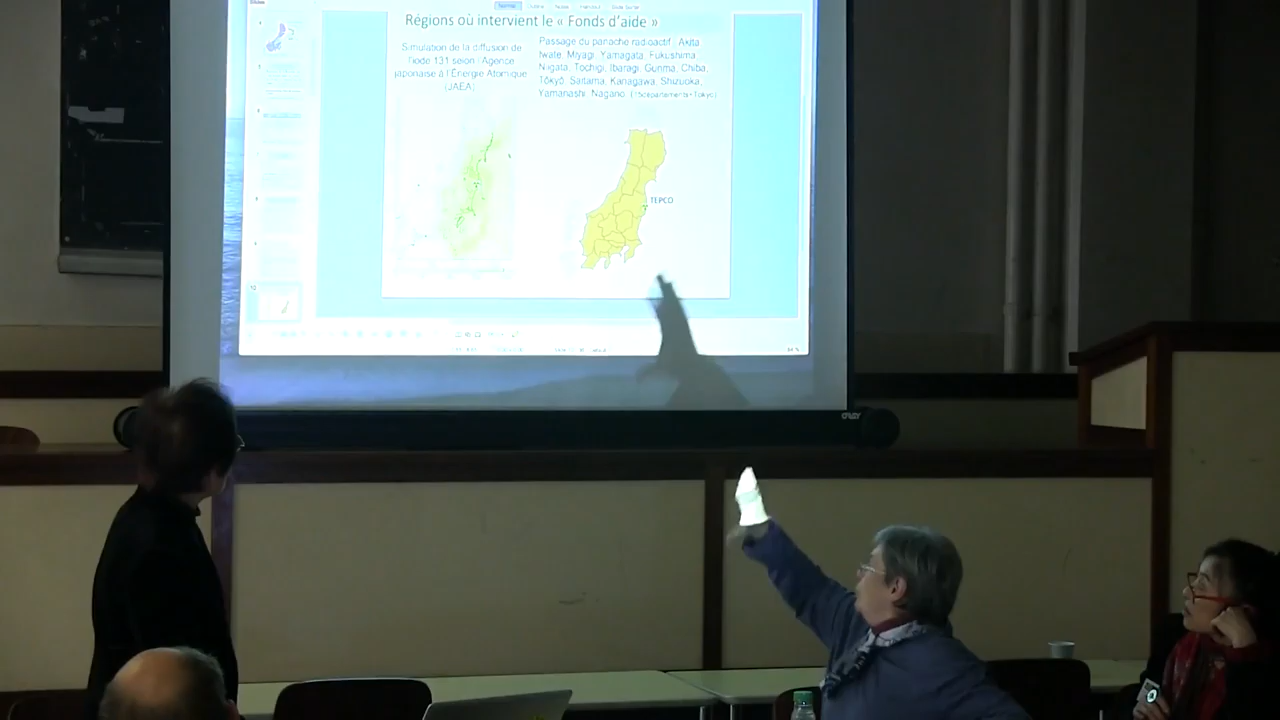 Régions où intervient le « Fonds d'aide »
Simulation de la diffusion de
l'iode 131 selon l'Agence
japonaise à l'Énergie Atomique
(JAEA)
Passage du panache radioactif : Akita
Iwate, Miyagi, Yamagata, Fukushima,
Niigata, Tochigi, Ibaragi, Gunma, Chiba,
Tôkyô, Saitama, Kanagawa, Shizuoka,
Yamanashi, Nagano. (15départements+Tokyo)
TEPCO